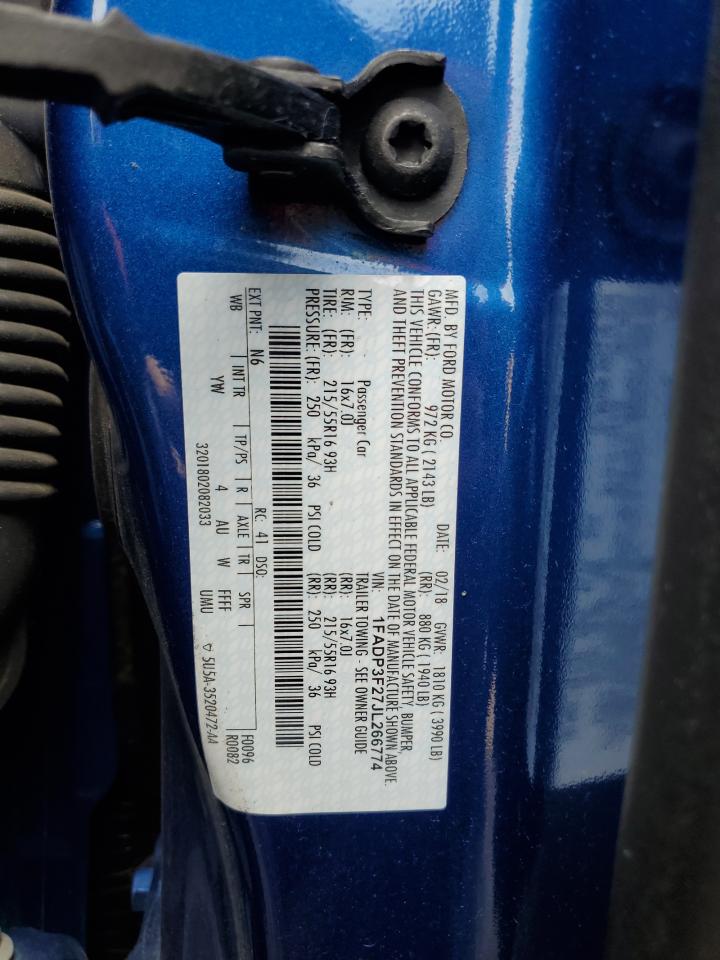 MFD. BY FORD MOTOR CO.
DATE: 02/18 GVWR: 1810 KG ( 3990 LB)
GAWR: (FR): 972 KG ( 2143 LB) (RR): 880 KG ( 1940 LB)
THIS VEHICLE CONFORMS TO ALL APPLICABLE FEDERAL MOTOR VEHICLE SAFETY, BUMPER,
AND THEFT PREVENTION STANDARDS IN EFFECT ON THE DATE OF MANUFACTURE SHOWN ABOVE.
VIN: 1FADP3F27JL266774
TYPE: Passenger Car TRAILER TOWING - SEE OWNER GUIDE
RIM: (FR): 16x7.0J (RR): 16x7.0J
TIRE: (FR): 215/55R16 93H (RR): 215/55R16 93H
PRESSURE: (FR): 250 kPa/ 36 PSI COLD (RR): 250 kPa/ 36 PSI COLD
EXT PNT: N6 RC: 41 DSO: F0096
WB INT TR TP/PS R AXLE TR SPR R0082
YW 4 AU W FFFF
3201802082033 UMU 5U5A-3520472-AA